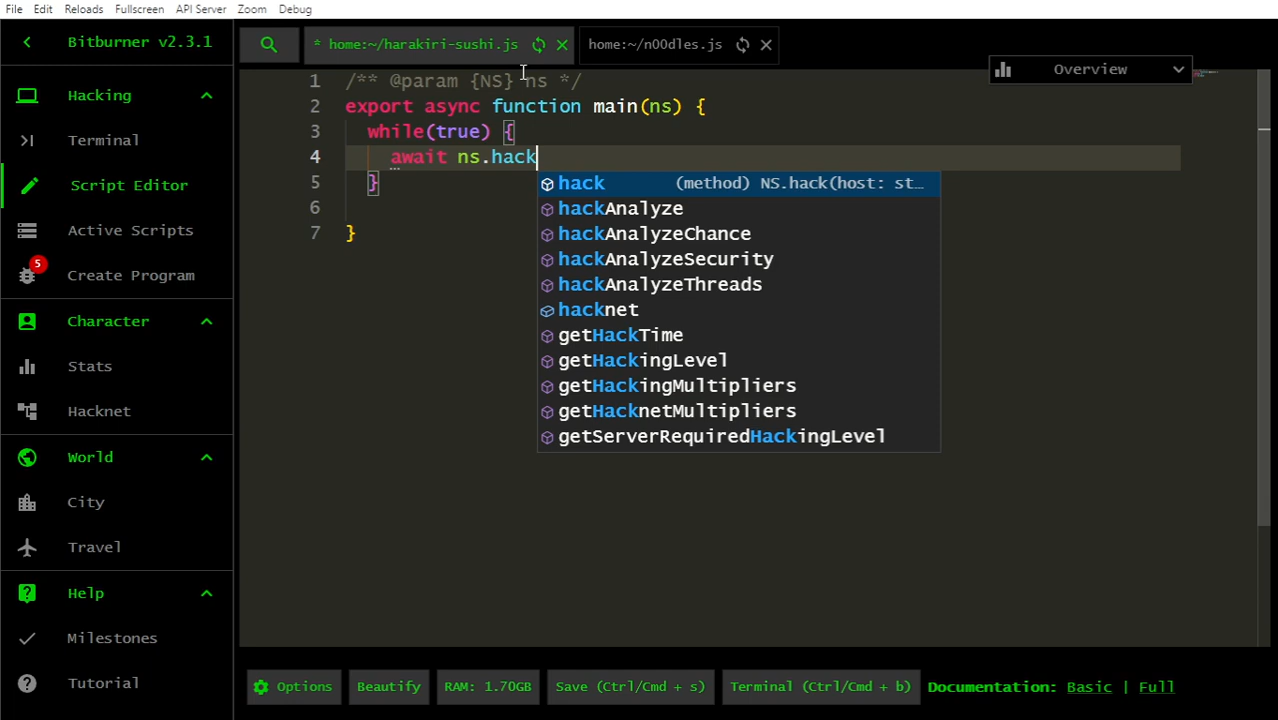 File Edit Reloads Fullscreen API Server Zoom Debug
Bitburner v2.3.1
Hacking
Terminal
Script Editor
Active Scripts
5
Create Program
Character
Stats
Hacknet
World
City
Travel
Help
Milestones
Tutorial
* home:~/harakiri-sushi.js
home:~/n00dles.js
Overview
1 /** @param {NS} ns */
2 export async function main(ns) {
3 while(true) {
4 await ns.hack
5 }
6
7 }
hack (method) NS.hack(host: st…
hackAnalyze
hackAnalyzeChance
hackAnalyzeSecurity
hackAnalyzeThreads
hacknet
getHackTime
getHackingLevel
getHackingMultipliers
getHacknetMultipliers
getServerRequiredHackingLevel
Options Beautify RAM: 1.70GB Save (Ctrl/Cmd + s) Terminal (Ctrl/Cmd + b) Documentation: Basic | Full